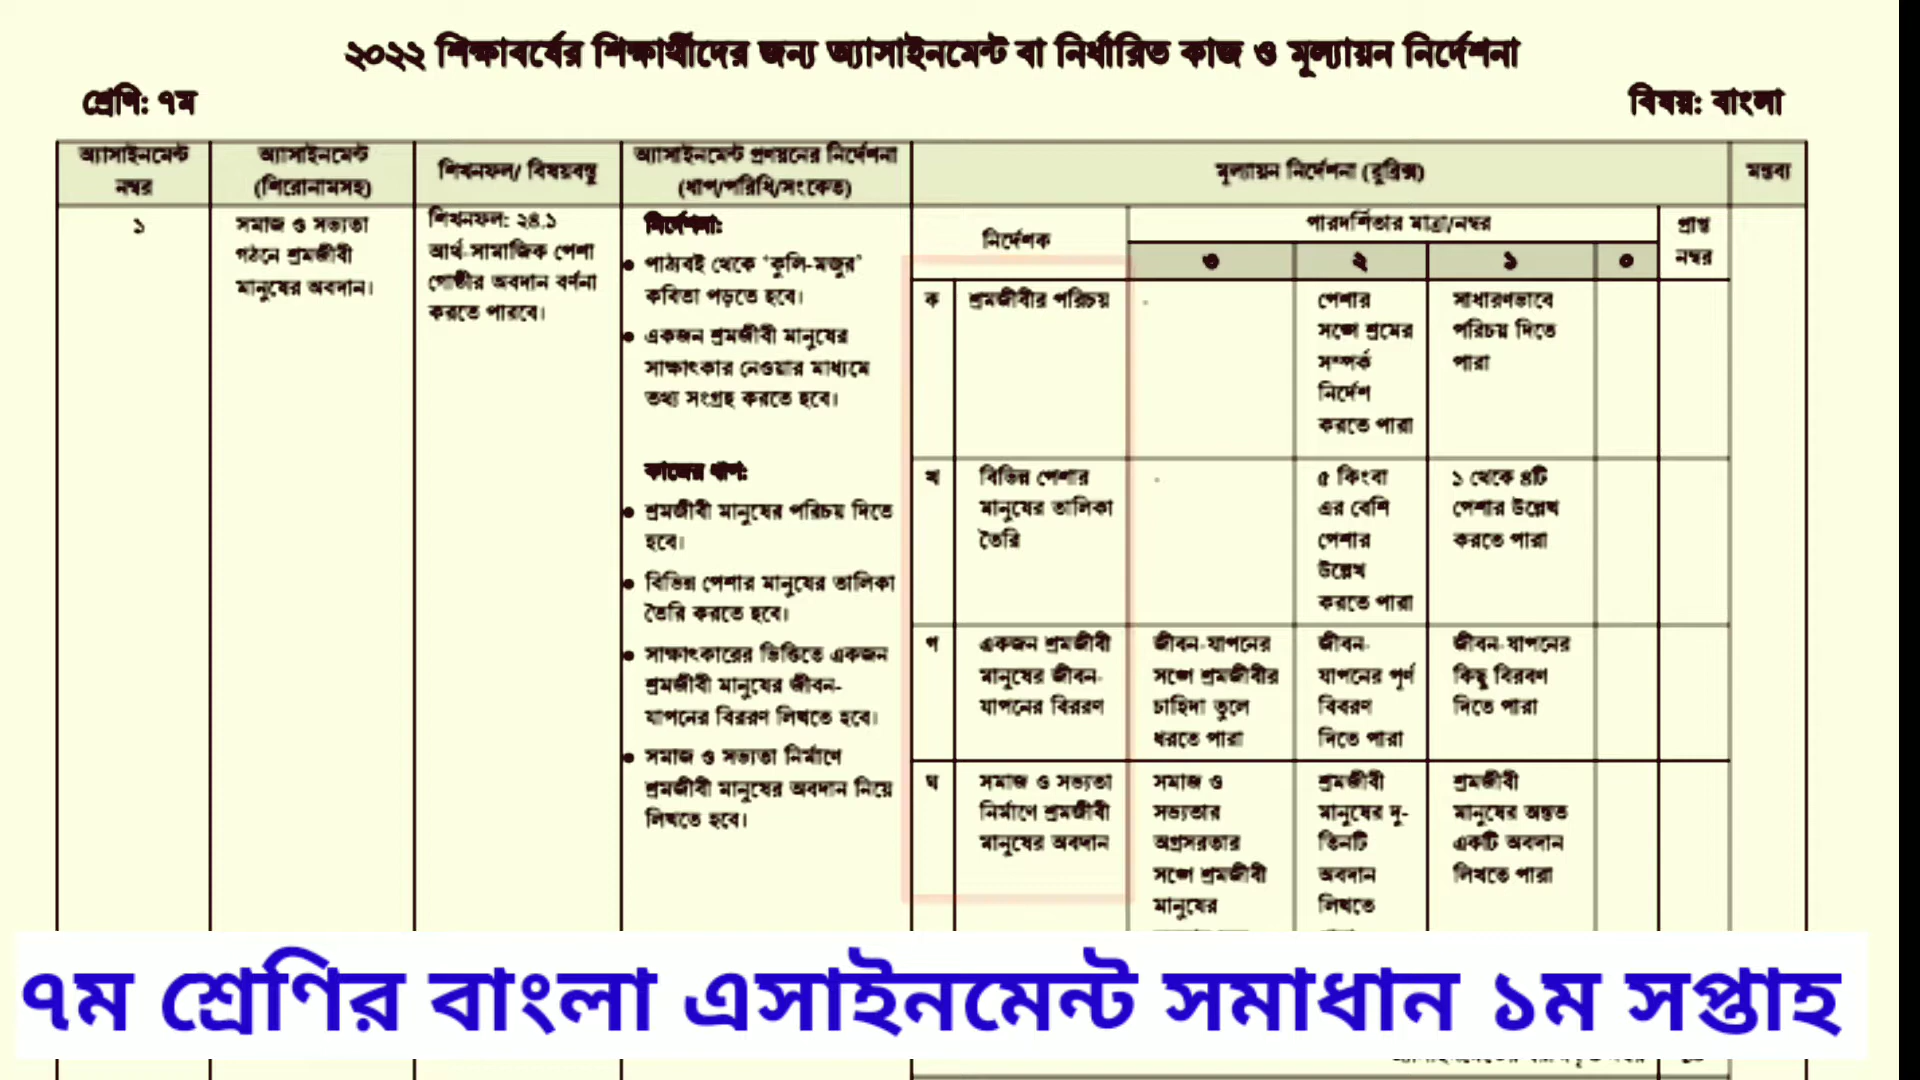 ২০২২ শিক্ষাবর্ষের শিক্ষার্থীদের জন্য অ্যাসাইনমেন্ট বা নির্ধারিত কাজ ও মূল্যায়ন নির্দেশনা
শ্রেণি: ৭ম
বিষয়: বাংলা
অ্যাসাইনমেন্ট
নম্বর
অ্যাসাইনমেন্ট
(শিরোনামসহ)
শিখনফল/ বিষয়বস্তু
অ্যাসাইনমেন্ট প্রণয়নের নির্দেশনা
(ধাপ/পরিধি/সংকেত)
মূল্যায়ন নির্দেশনা (রুব্রিক্স)
মন্তব্য
১
সমাজ ও সভ্যতা
গঠনে শ্রমজীবী
মানুষের অবদান।
শিখনফল: ২৪.১
আর্থ-সামাজিক পেশা
গোষ্ঠীর অবদান বর্ণনা
করতে পারবে।
নির্দেশনা:
● পাঠ্যবই থেকে ‘কুলি-মজুর’
কবিতা পড়তে হবে।
● একজন শ্রমজীবী মানুষের
সাক্ষাৎকার নেওয়ার মাধ্যমে
তথ্য সংগ্রহ করতে হবে।
কাজের ধাপ:
● শ্রমজীবী মানুষের পরিচয় দিতে
হবে।
● বিভিন্ন পেশার মানুষের তালিকা
তৈরি করতে হবে।
● সাক্ষাৎকারের ভিত্তিতে একজন
শ্রমজীবী মানুষের জীবন-
যাপনের বিররণ লিখতে হবে।
● সমাজ ও সভ্যতা নির্মাণে
শ্রমজীবী মানুষের অবদান নিয়ে
লিখতে হবে।
নির্দেশক
পারদর্শিতার মাত্রা/নম্বর
প্রাপ্ত
নম্বর
৩
২
১
০
ক
শ্রমজীবীর পরিচয়
পেশার
সঙ্গে শ্রমের
সম্পর্ক
নির্দেশ
করতে পারা
সাধারণভাবে
পরিচয় দিতে
পারা
খ
বিভিন্ন পেশার
মানুষের তালিকা
তৈরি
৫ কিংবা
এর বেশি
পেশার
উল্লেখ
করতে পারা
১ থেকে ৪টি
পেশার উল্লেখ
করতে পারা
গ
একজন শ্রমজীবী
মানুষের জীবন-
যাপনের বিররণ
জীবন-যাপনের
সঙ্গে শ্রমজীবীর
চাহিদা তুলে
ধরতে পারা
জীবন-
যাপনের পূর্ণ
বিবরণ
দিতে পারা
জীবন-যাপনের
কিছু বিরবণ
দিতে পারা
ঘ
সমাজ ও সভ্যতা
নির্মাণে শ্রমজীবী
মানুষের অবদান
সমাজ ও
সভ্যতার
অগ্রসরতার
সঙ্গে শ্রমজীবী
মানুষের
শ্রমজীবী
মানুষের দু-
তিনটি
অবদান
লিখতে
শ্রমজীবী
মানুষের অন্তত
একটি অবদান
লিখতে পারা
৭ম শ্রেণির বাংলা এসাইনমেন্ট সমাধান ১ম সপ্তাহ